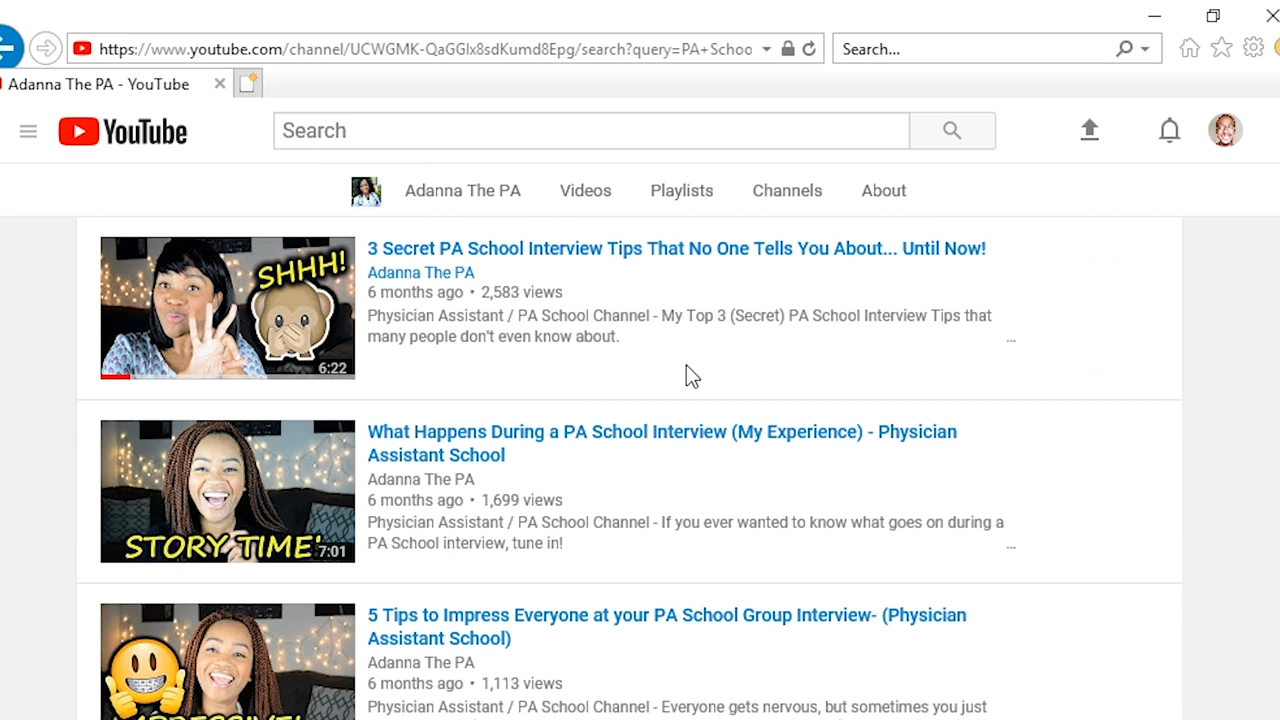 https://www.youtube.com/channel/UCWGMK-QaGGlx8sdKumd8Epg/search?query=PA+Schoo
Search...
Adanna The PA - YouTube
YouTube
Search
Adanna The PA
Videos
Playlists
Channels
About
SHHH!
6:22
3 Secret PA School Interview Tips That No One Tells You About... Until Now!
Adanna The PA
6 months ago • 2,583 views
Physician Assistant / PA School Channel - My Top 3 (Secret) PA School Interview Tips that
many people don't even know about.
...
STORY TIME!
7:01
What Happens During a PA School Interview (My Experience) - Physician
Assistant School
Adanna The PA
6 months ago • 1,699 views
Physician Assistant / PA School Channel - If you ever wanted to know what goes on during a
PA School interview, tune in!
...
5 Tips to Impress Everyone at your PA School Group Interview- (Physician
Assistant School)
Adanna The PA
6 months ago • 1,113 views
Physician Assistant / PA School Channel - Everyone gets nervous, but sometimes you just